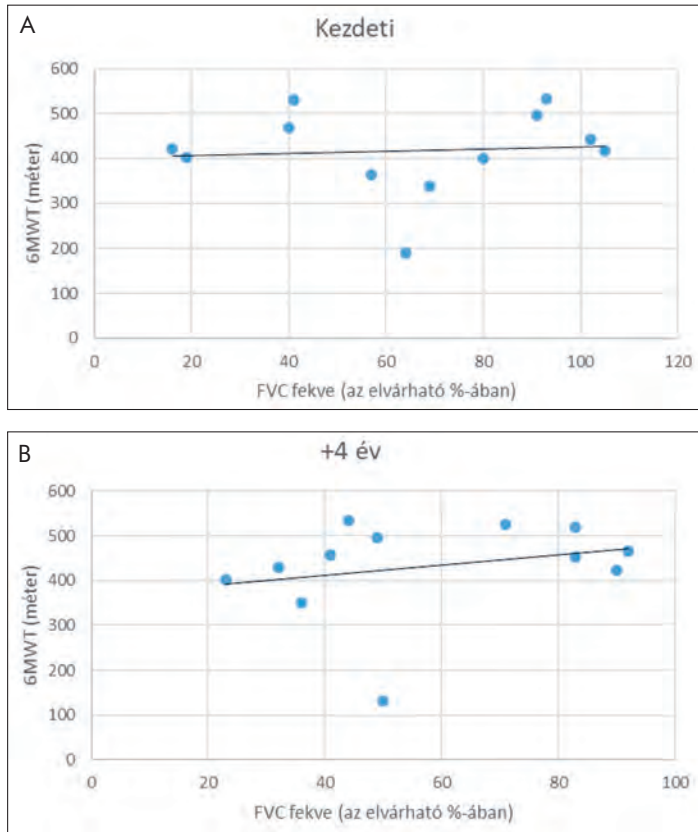 A
Kezdeti
600
500
400
300
200
100
0
6MWT (méter)
0 20 40 60 80 100 120
FVC fekve (az elvárható %-ában)
B
+4 év
600
500
400
300
200
100
0
6MWT (méter)
0 20 40 60 80 100
FVC fekve (az elvárható %-ában)